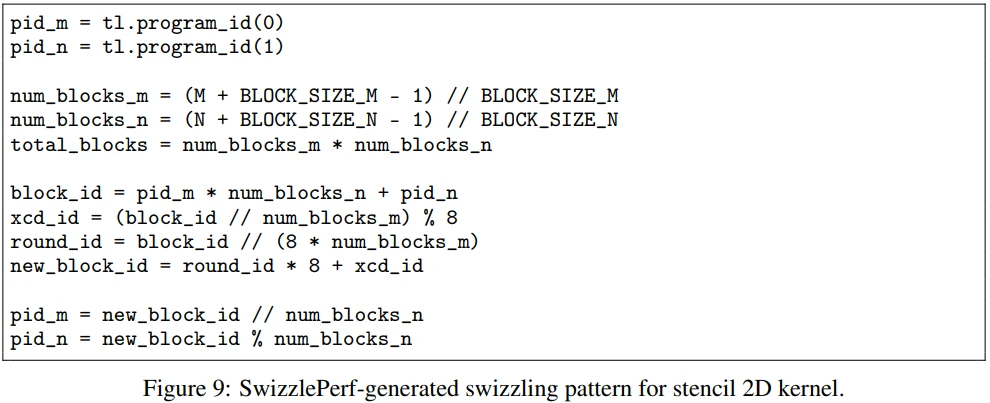 pid_m = tl.program_id(0)
pid_n = tl.program_id(1)
num_blocks_m = (M + BLOCK_SIZE_M - 1) // BLOCK_SIZE_M
num_blocks_n = (N + BLOCK_SIZE_N - 1) // BLOCK_SIZE_N
total_blocks = num_blocks_m * num_blocks_n
block_id = pid_m * num_blocks_n + pid_n
xcd_id = (block_id // num_blocks_m) % 8
round_id = block_id // (8 * num_blocks_m)
new_block_id = round_id * 8 + xcd_id
pid_m = new_block_id // num_blocks_n
pid_n = new_block_id % num_blocks_n
Figure 9: SwizzlePerf-generated swizzling pattern for stencil 2D kernel.